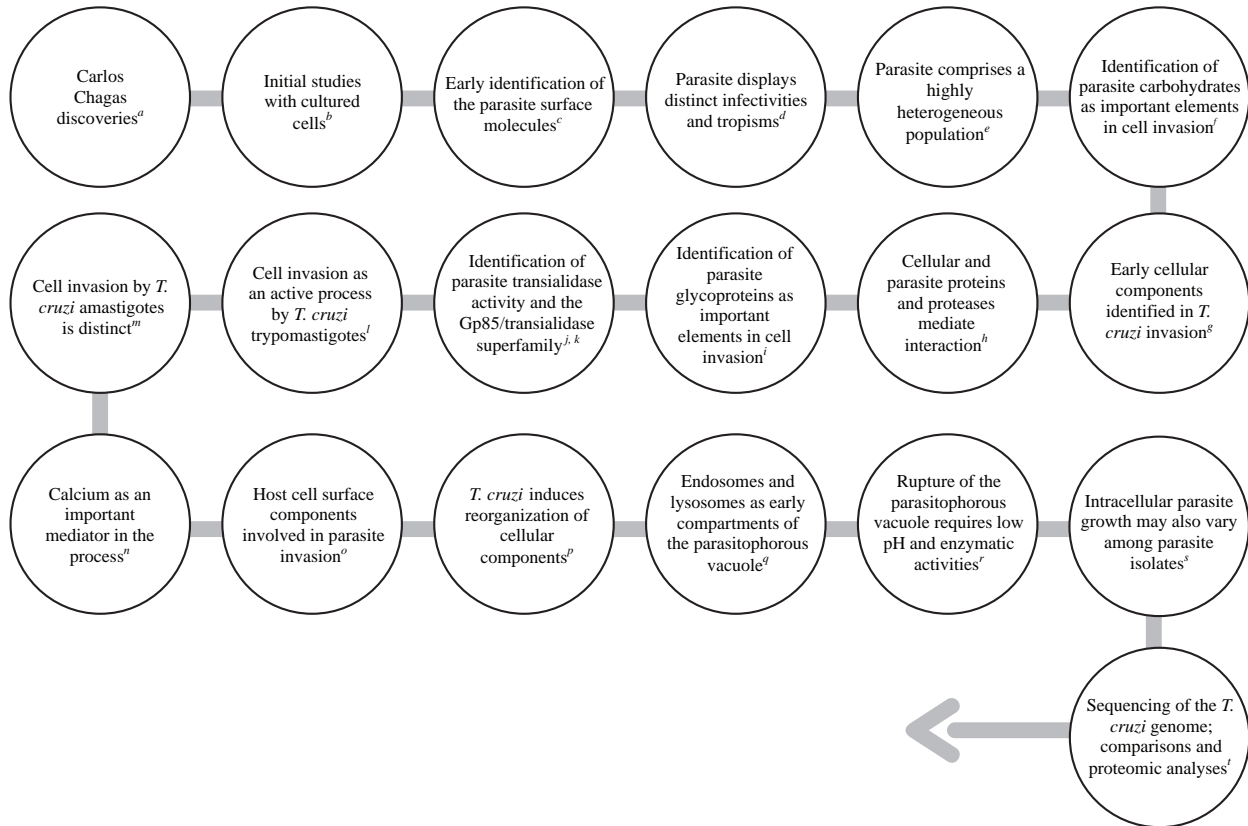 Carlos
Chagas
discoveries^a
Initial studies
with cultured
cells^b
Early identification of
the parasite surface
molecules^c
Parasite displays
distinct infectivities
and tropisms^d
Parasite comprises a
highly heterogeneous
population^e
Identification of
parasite carbohydrates
as important elements
in cell invasion^f
Cell invasion by T.
cruzi amastigotes
is distinct^m
Cell invasion as
an active process
by T. cruzi
trypomastigotes^l
Identification of
parasite transialidase
activity and the
Gp85/transialidase
superfamily^j, k
Identification of
parasite
glycoproteins as
important
elements in cell
invasion^i
Cellular and
parasite proteins
and proteases
mediate
interaction^h
Early cellular
components
identified in T.
cruzi invasion^g
Calcium as an
important
mediator in the
process^n
Host cell surface
components
involved in parasite
invasion^o
T. cruzi induces
reorganization of
cellular
components^p
Endosomes and
lysosomes as early
compartments of
the parasitophorous
vacuole^q
Rupture of the
parasitophorous
vacuole requires low
pH and enzymatic
activities^r
Intracellular parasite
growth may also vary
among parasite
isolates^s
Sequencing of the T.
cruzi genome;
comparisons and
proteomic analyses^t